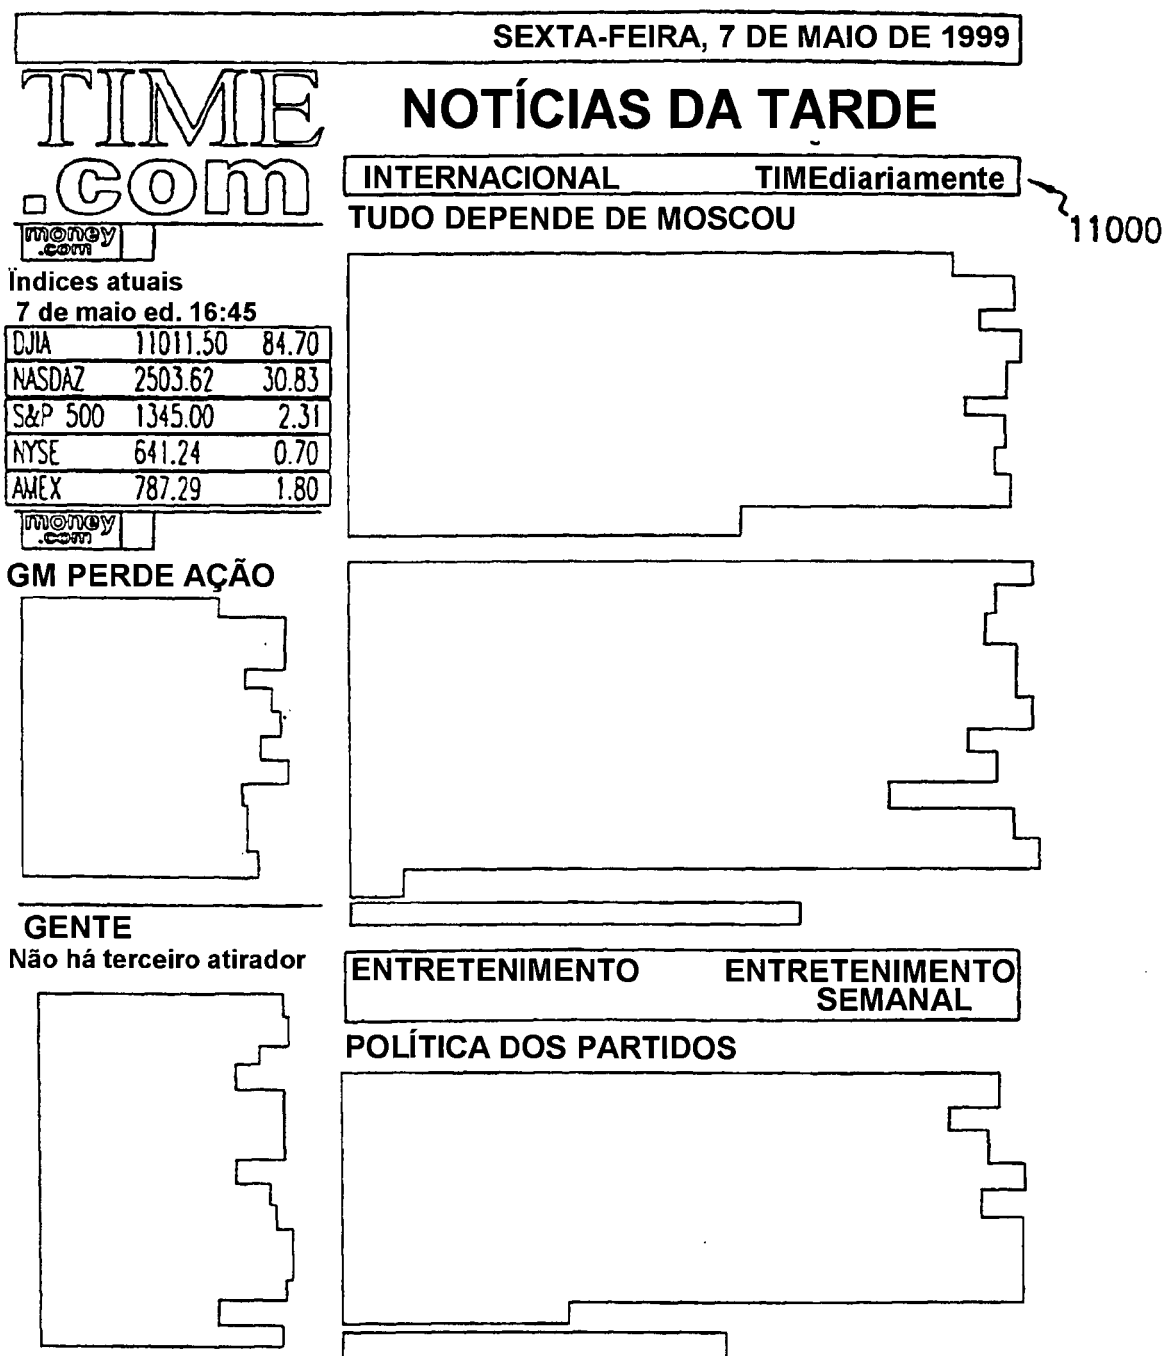 SEXTA-FEIRA, 7 DE MAIO DE 1999
TIME
.com
NOTÍCIAS DA TARDE
INTERNACIONAL TIMEdiariamente
11000
TUDO DEPENDE DE MOSCOU
money
.com
Índices atuais
7 de maio ed. 16:45
DJIA 11011.50 84.70
NASDAZ 2503.62 30.83
S&P 500 1345.00 2.31
NYSE 641.24 0.70
AMEX 787.29 1.80
money
.com
GM PERDE AÇÃO
GENTE
Não há terceiro atirador
ENTRETENIMENTO ENTRETENIMENTO
SEMANAL
POLÍTICA DOS PARTIDOS